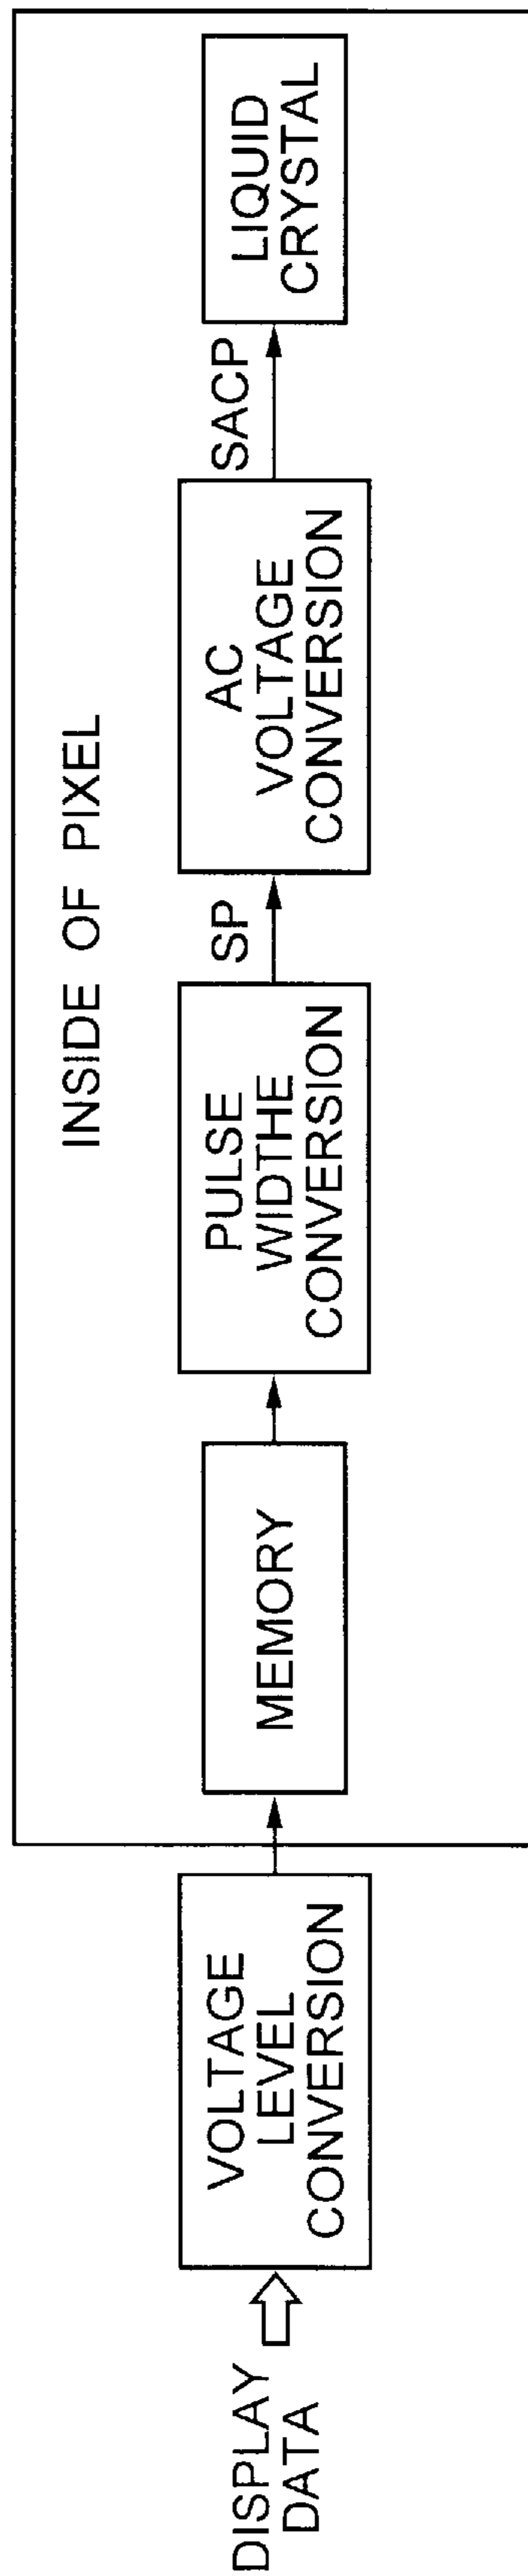 INSIDE OF PIXEL
DISPLAY
DATA
VOLTAGE
LEVEL
CONVERSION
MEMORY
PULSE
WIDTHE
CONVERSION
SP
AC
VOLTAGE
CONVERSION
SACP
LIQUID
CRYSTAL